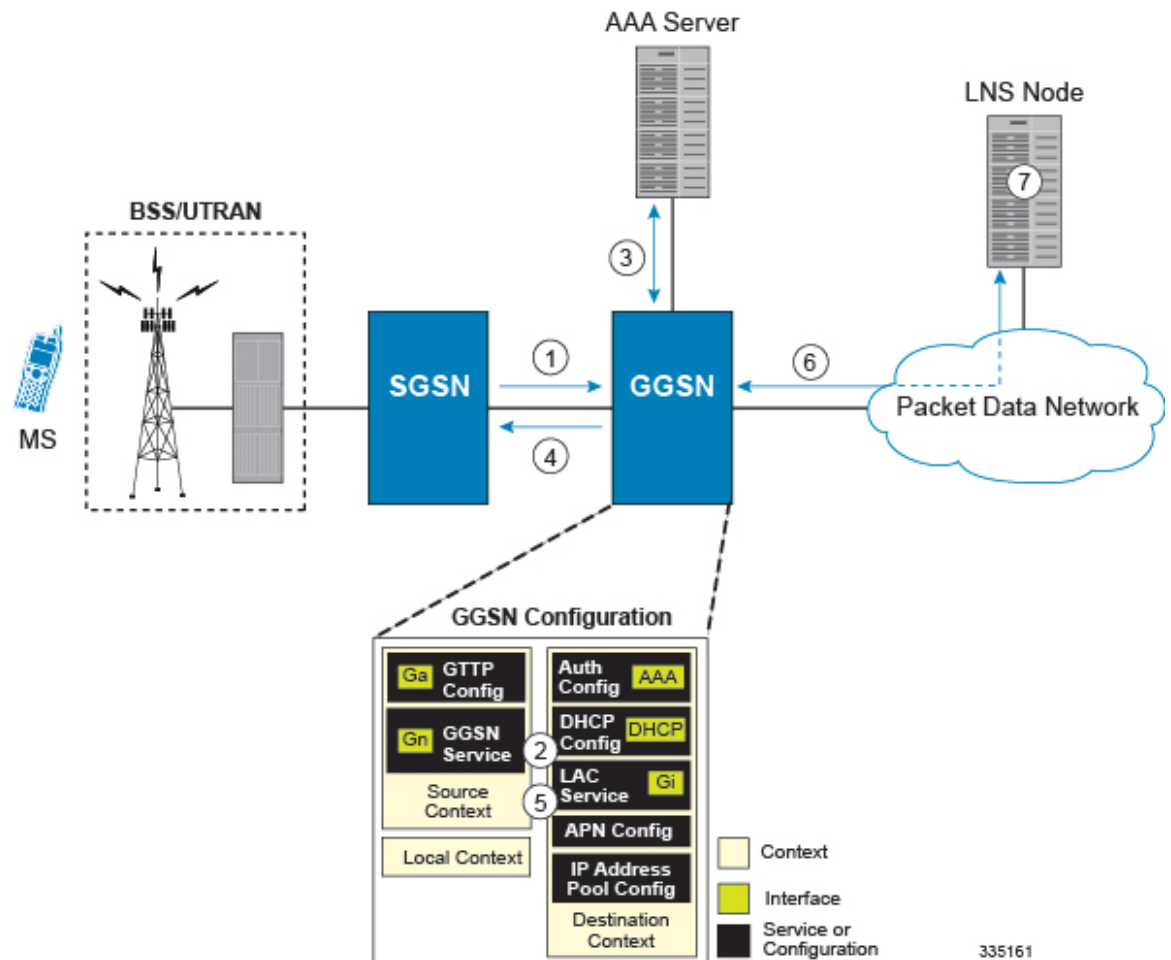 AAA Server
LNS Node
7
BSS/UTRAN
3
1
6
SGSN
GGSN
Packet Data Network
MS
4
GGSN Configuration
Ga
GTTP
Config
Auth
Config
AAA
Gn
GGSN
Service
2
DHCP
Config
DHCP
5
LAC
Service
Gi
Source
Context
APN Config
Local Context
IP Address
Pool Config
Destination
Context
Context
Interface
Service or
Configuration
335161